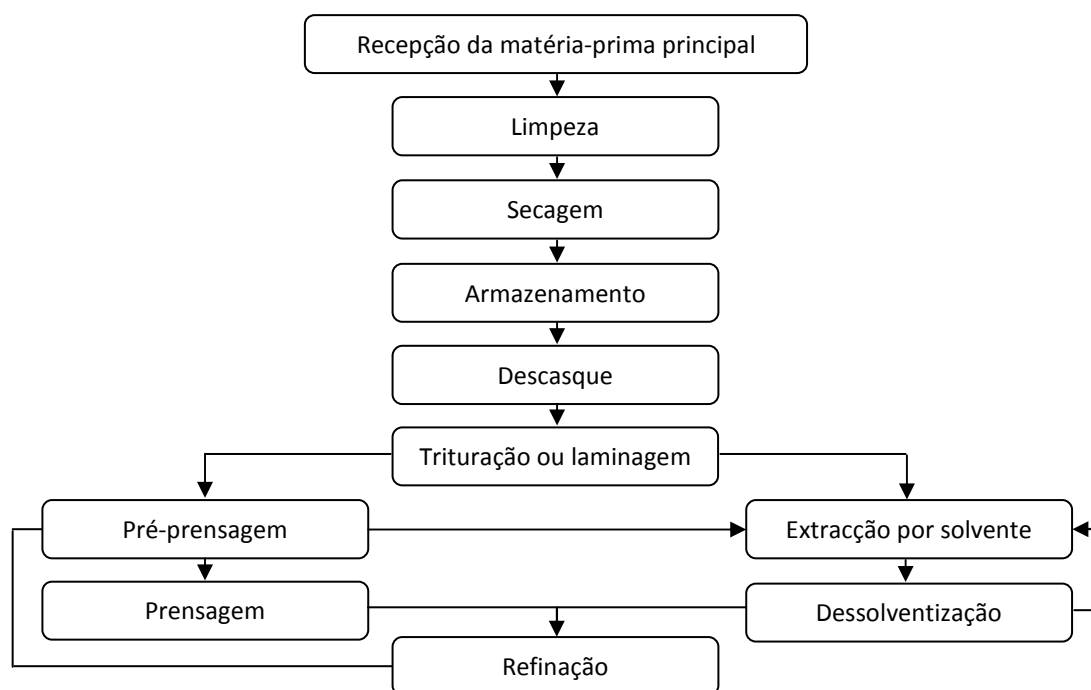 Recepção da matéria-prima principal
Limpeza
Secagem
Armazenamento
Descasque
Trituração ou laminagem
Pré-prensagem
Extracção por solvente
Prensagem
Dessolventização
Refinação